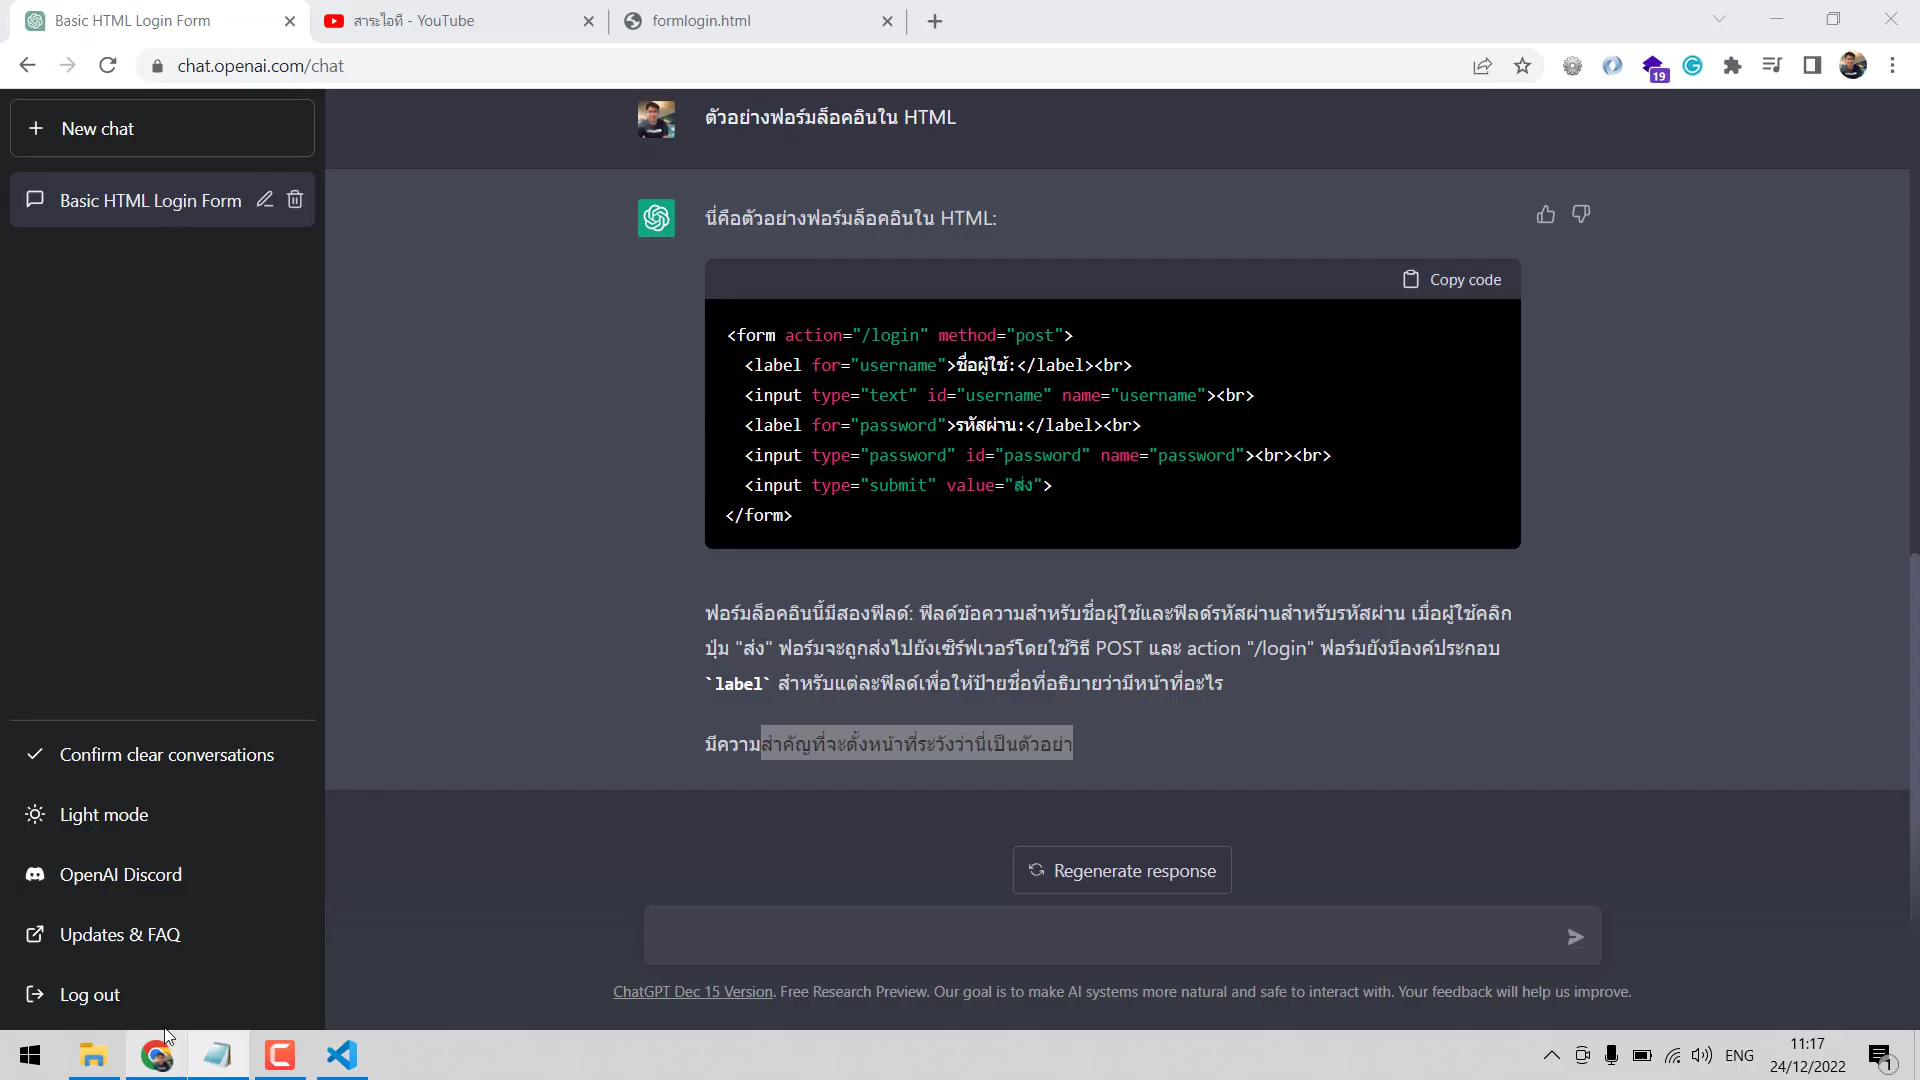 Basic HTML Login Form
สาระไอที - YouTube
formlogin.html
chat.openai.com/chat
19
New chat
Basic HTML Login Form
Confirm clear conversations
Light mode
OpenAI Discord
Updates & FAQ
Log out
ตัวอย่างฟอร์มล็อคอินใน HTML
นี่คือตัวอย่างฟอร์มล็อคอินใน HTML:
Copy code
<form action="/login" method="post">
<label for="username">ชื่อผู้ใช้:</label><br>
<input type="text" id="username" name="username"><br>
<label for="password">รหัสผ่าน:</label><br>
<input type="password" id="password" name="password"><br><br>
<input type="submit" value="ส่ง">
</form>
ฟอร์มล็อคอินนี้มีสองฟิลด์: ฟิลด์ข้อความสำหรับชื่อผู้ใช้และฟิลด์รหัสผ่านสำหรับรหัสผ่าน เมื่อผู้ใช้คลิก
ปุ่ม "ส่ง" ฟอร์มจะถูกส่งไปยังเซิร์ฟเวอร์โดยใช้วิธี POST และ action "/login" ฟอร์มยังมีองค์ประกอบ
`label` สำหรับแต่ละฟิลด์เพื่อให้ป้ายชื่อที่อธิบายว่ามีหน้าที่อะไร
มีความสำคัญที่จะตั้งหน้าที่ระวังว่านี่เป็นตัวอย่า
Regenerate response
ChatGPT Dec 15 Version. Free Research Preview. Our goal is to make AI systems more natural and safe to interact with. Your feedback will help us improve.
ENG
11:17
24/12/2022
1